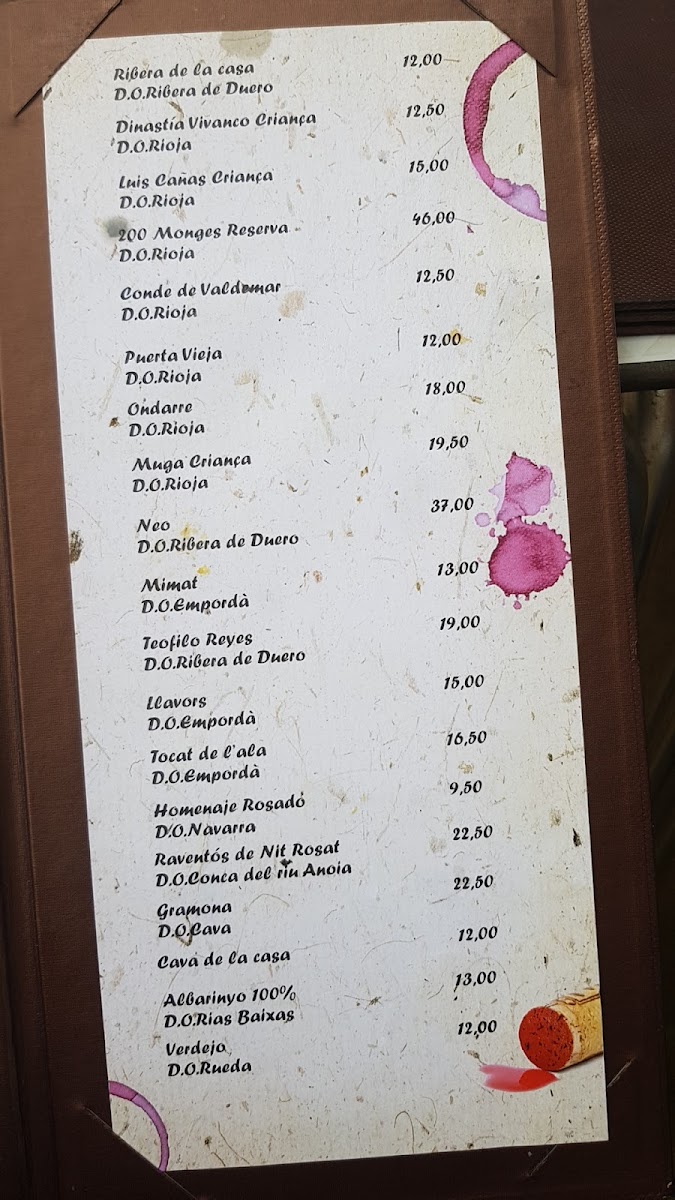 Ribera de la casa 12,00
D.O.Ribera de Duero
Dinastía Vivanco Criança 12,50
D.O.Rioja
Luis Cañas Criança 15,00
D.O.Rioja
200 Monges Reserva 46,00
D.O.Rioja
Conde de Valdemar 12,50
D.O.Rioja
Puerta Vieja 12,00
D.O.Rioja
Ondarre 18,00
D.O.Rioja
Muga Criança 19,50
D.O.Rioja
Neo 37,00
D.O.Ribera de Duero
Mimat 13,00
D.O.Empordà
Teofilo Reyes 19,00
D.O.Ribera de Duero
Llavors 15,00
D.O.Empordà
Tocat de l'ala 16,50
D.O.Empordà
Homenaje Rosado 9,50
D.O.Navarra
Raventós de Nit Rosat 22,50
D.O.Conca del riu Anoia
Gramona 22,50
D.O.Cava
Cava de la casa 12,00
Albarinyo 100% 13,00
D.O.Rias Baixas
Verdejo 12,00
D.O.Rueda